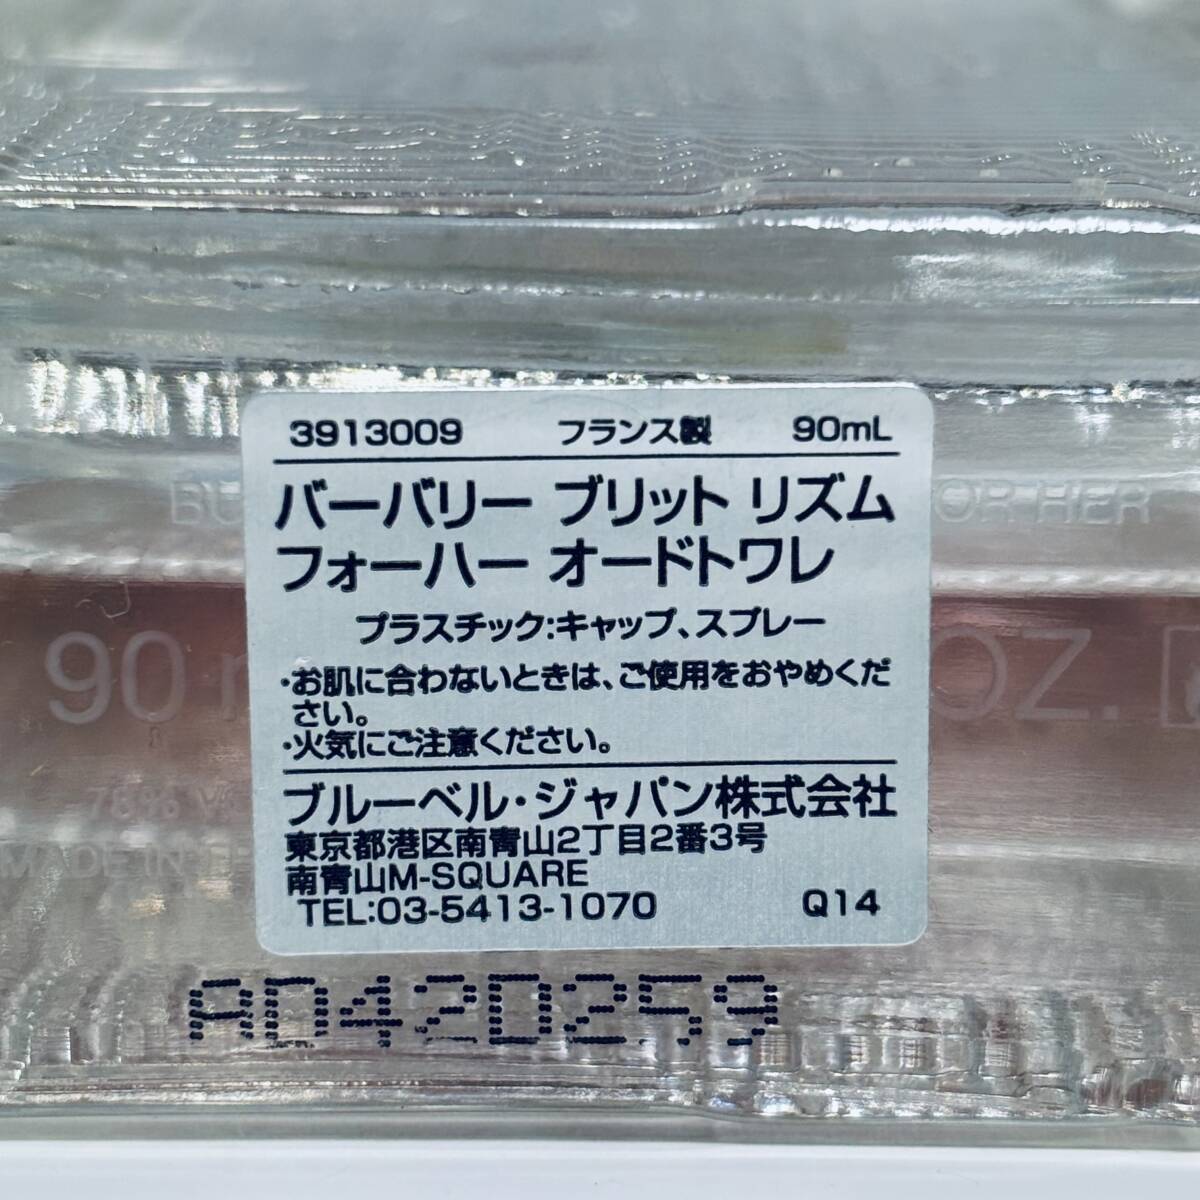 3913009 フランス製 90mL
バーバリー ブリット リズム
フォーハー オードトワレ
プラスチック:キャップ、スプレー
・お肌に合わないときは、ご使用をおやめくだ
さい。
・火気にご注意ください。
ブルーベル・ジャパン株式会社
東京都港区南青山2丁目2番3号
南青山M-SQUARE
TEL:03-5413-1070 Q14
BU OR HER
90 m OZ.
78% V
MADE IN F
AD42D259